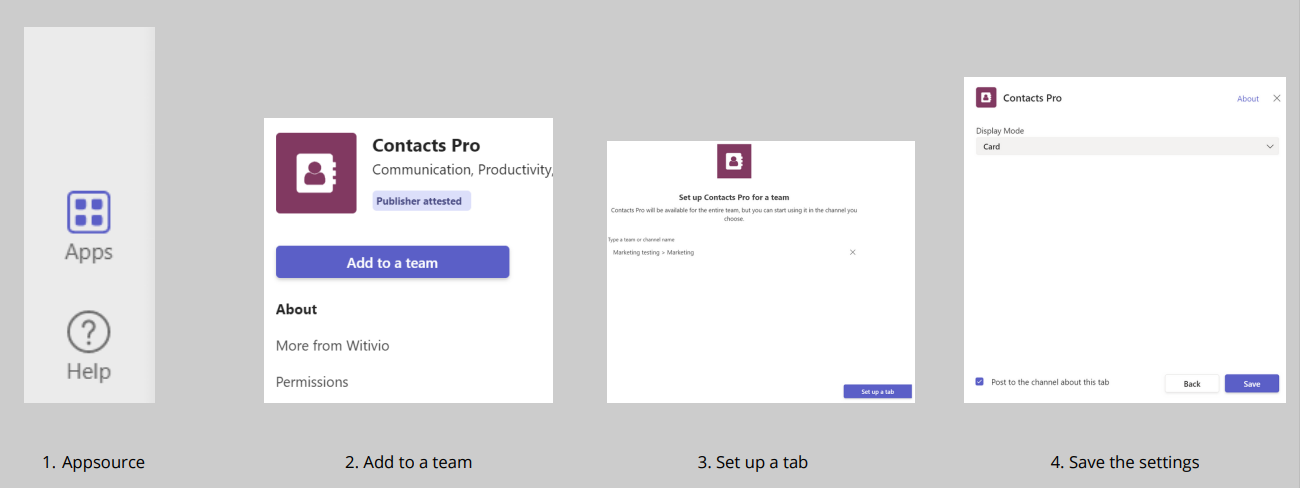 Apps
Help
1. Appsource
Contacts Pro
Communication, Productivity,
Publisher attested
Add to a team
About
More from Witivio
Permissions
2. Add to a team
Set up Contacts Pro for a team
Contacts Pro will be available for the entire team, but you can start using it in the channel you
choose.
Type a team or channel name
Marketing testing > Marketing
Set up a tab
3. Set up a tab
Contacts Pro
About
Display Mode
Card
Post to the channel about this tab
Back
Save
4. Save the settings